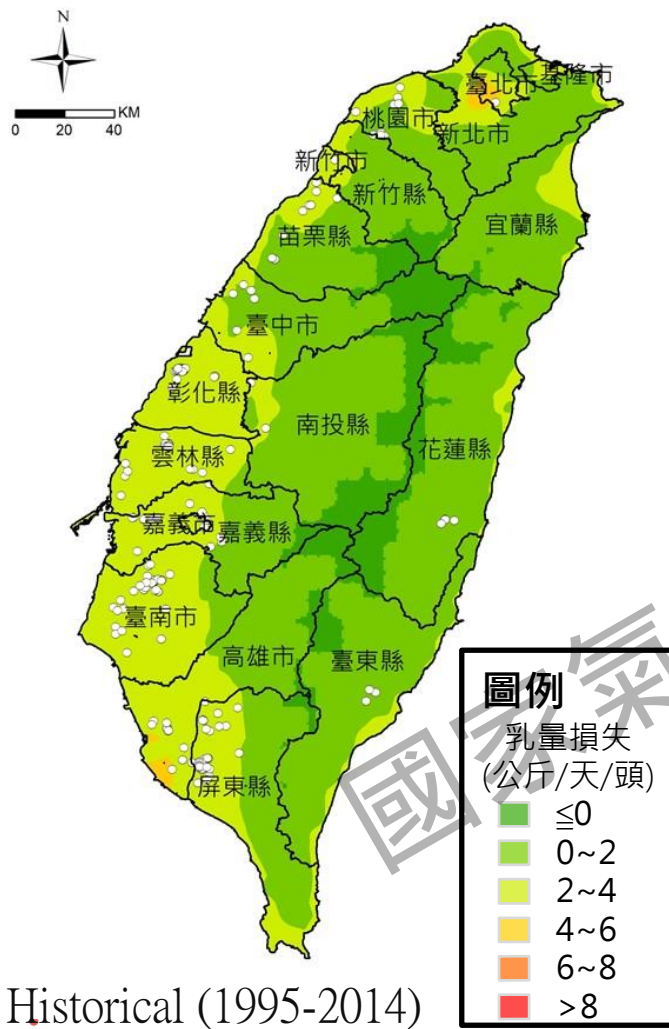 N
KM
0 20 40
基隆市
臺北市
桃園市
新北市
新竹市
新竹縣
宜蘭縣
苗栗縣
臺中市
彰化縣
南投縣
花蓮縣
雲林縣
嘉義市
嘉義縣
臺南市
高雄市
臺東縣
屏東縣
國家氣
圖例
乳量損失
(公斤/天/頭)
≦0
0~2
2~4
4~6
6~8
>8
Historical (1995-2014)